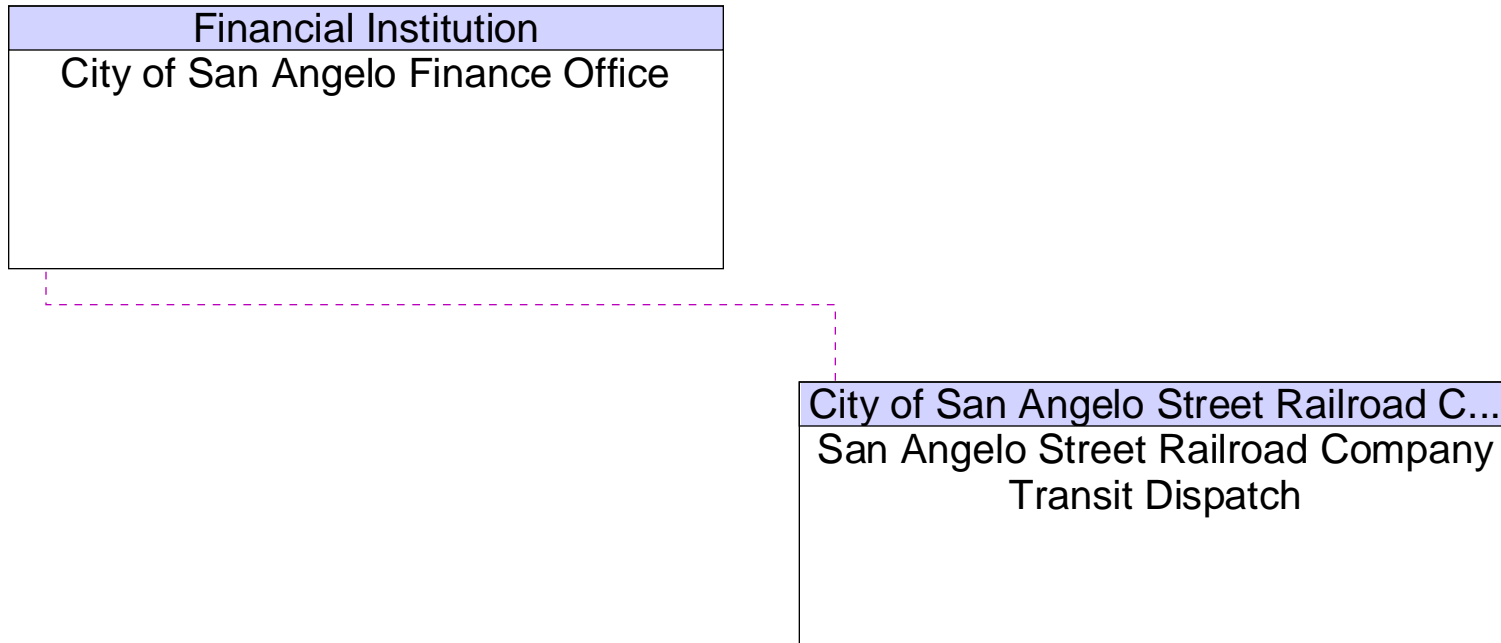 Financial Institution
City of San Angelo Finance Office
City of San Angelo Street Railroad C...
San Angelo Street Railroad Company
Transit Dispatch